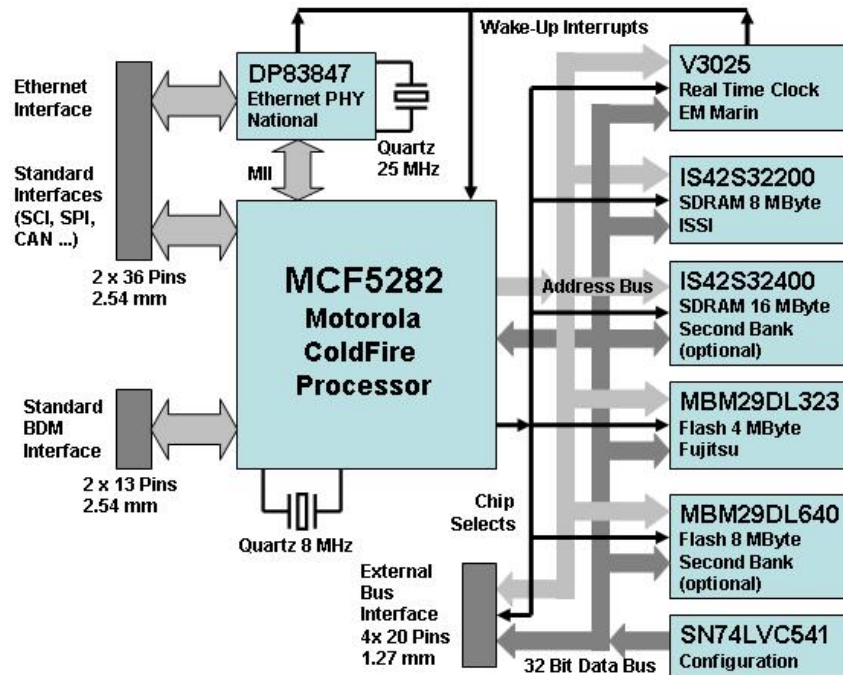 Wake-Up Interrupts
DP83847
Ethernet PHY
National
Ethernet
Interface
Quartz
25 MHz
MII
Standard
Interfaces
(SCI, SPI,
CAN ...)
2 x 36 Pins
2.54 mm
MCF5282
Motorola
ColdFire
Processor
Standard
BDM
Interface
2 x 13 Pins
2.54 mm
Quartz 8 MHz
Address Bus
Chip
Selects
External
Bus
Interface
4x 20 Pins
1.27 mm
32 Bit Data Bus
V3025
Real Time Clock
EM Marin
IS42S32200
SDRAM 8 MByte
ISSI
IS42S32400
SDRAM 16 MByte
Second Bank
(optional)
MBM29DL323
Flash 4 MByte
Fujitsu
MBM29DL640
Flash 8 MByte
Second Bank
(optional)
SN74LVC541
Configuration